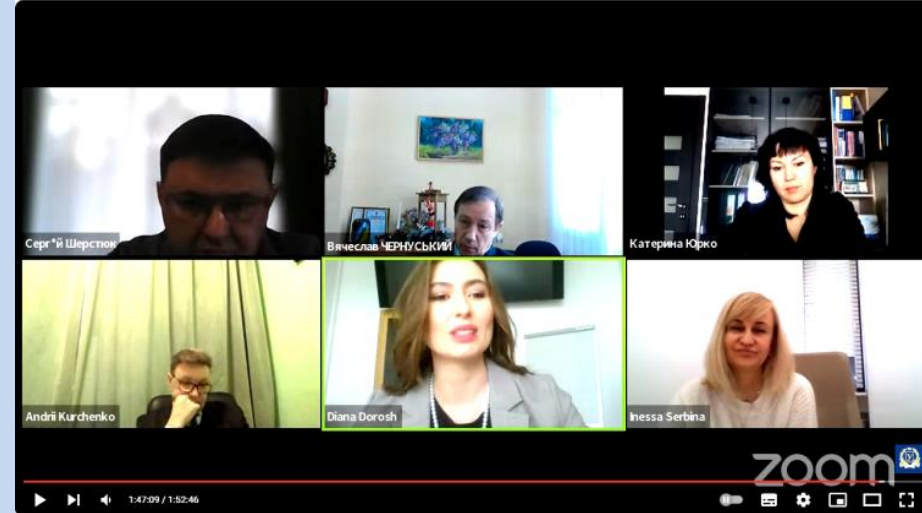 Серг*й Шерстюк
Вячеслав ЧЕРНУСЬКИЙ
Катерина Юрко
Andrii Kurchenko
Diana Dorosh
Inessa Serbina
zoom
1:47:09 / 1:52:46